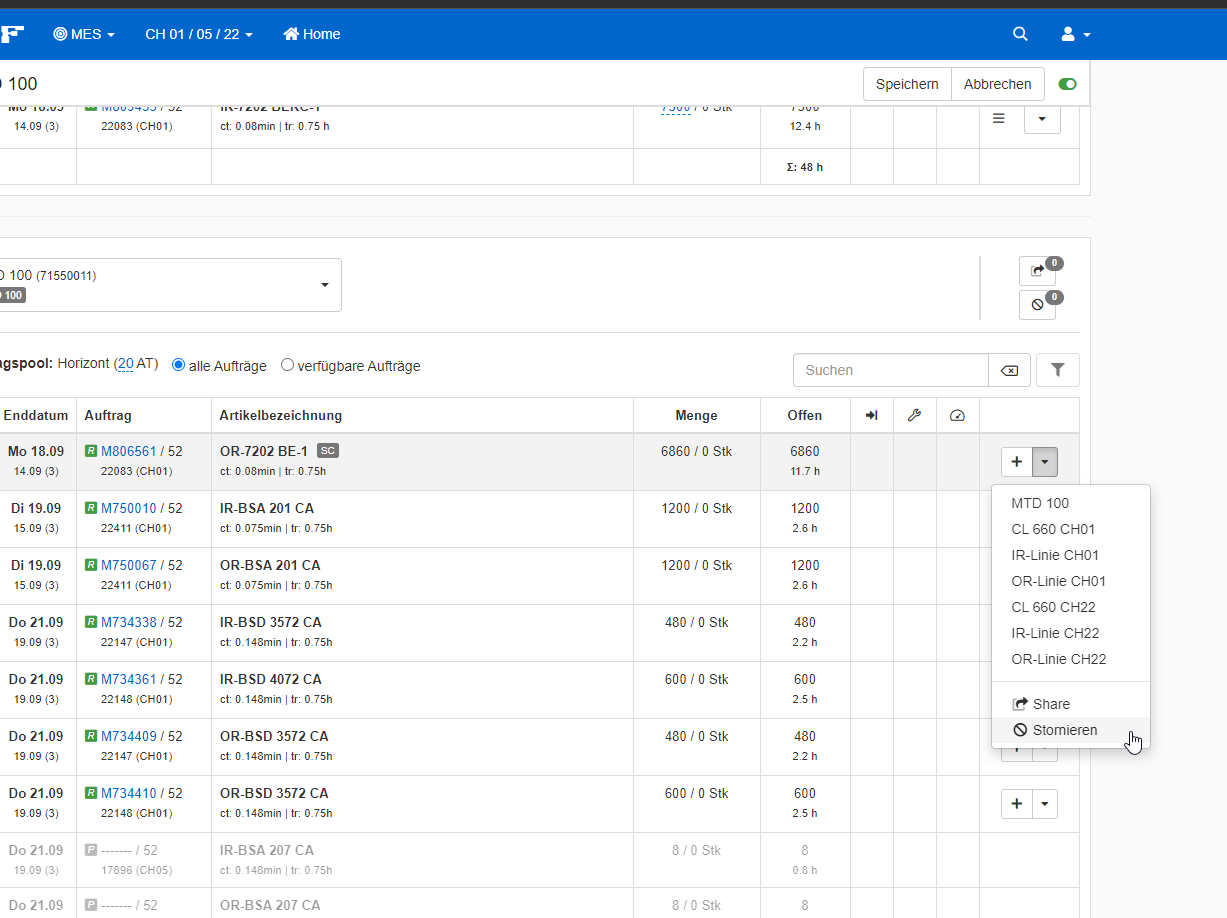 F MES CH 01 / 05 / 22 Home
100 Speichern Abbrechen
Mo 18.09 M809455 / 52 IR-7202 BERC-1 7500 / 0 Stk 7500
14.09 (3) 22083 (CH01) ct: 0.08min | tr: 0.75 h 12.4 h
Σ: 48 h
100 (71550011) 0
100 0
gspool: Horizont (20 AT) alle Aufträge verfügbare Aufträge Suchen
Enddatum Auftrag Artikelbezeichnung Menge Offen
Mo 18.09 R M806561 / 52 OR-7202 BE-1 SC 6860 / 0 Stk 6860
14.09 (3) 22083 (CH01) ct: 0.08min | tr: 0.75h 11.7 h
Di 19.09 R M750010 / 52 IR-BSA 201 CA 1200 / 0 Stk 1200
15.09 (3) 22411 (CH01) ct: 0.075min | tr: 0.75h 2.6 h
Di 19.09 R M750067 / 52 OR-BSA 201 CA 1200 / 0 Stk 1200
15.09 (3) 22411 (CH01) ct: 0.075min | tr: 0.75h 2.6 h
Do 21.09 R M734338 / 52 IR-BSD 3572 CA 480 / 0 Stk 480
19.09 (3) 22147 (CH01) ct: 0.148min | tr: 0.75h 2.2 h
Do 21.09 R M734361 / 52 IR-BSD 4072 CA 600 / 0 Stk 600
19.09 (3) 22148 (CH01) ct: 0.148min | tr: 0.75h 2.5 h
Do 21.09 R M734409 / 52 OR-BSD 3572 CA 480 / 0 Stk 480
19.09 (3) 22147 (CH01) ct: 0.148min | tr: 0.75h 2.2 h
Do 21.09 R M734410 / 52 OR-BSD 3572 CA 600 / 0 Stk 600
19.09 (3) 22148 (CH01) ct: 0.148min | tr: 0.75h 2.5 h
Do 21.09 P ------- / 52 IR-BSA 207 CA 8 / 0 Stk 8
19.09 (3) 17896 (CH05) ct: 0.148min | tr: 0.75h 0.8 h
Do 21.09 P ------- / 52 OR-BSA 207 CA 8 / 0 Stk 8
MTD 100
CL 660 CH01
IR-Linie CH01
OR-Linie CH01
CL 660 CH22
IR-Linie CH22
OR-Linie CH22
Share
Stornieren